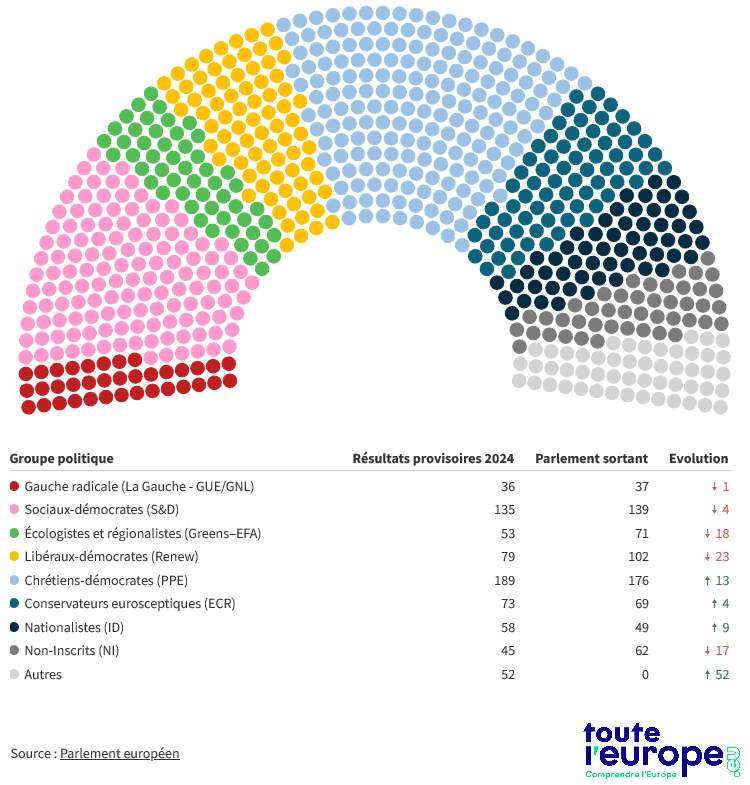 Groupe politique Résultats provisoires 2024 Parlement sortant Evolution
Gauche radicale (La Gauche - GUE/GNL) 36 37 ↓ 1
Sociaux-démocrates (S&D) 135 139 ↓ 4
Écologistes et régionalistes (Greens–EFA) 53 71 ↓ 18
Libéraux-démocrates (Renew) 79 102 ↓ 23
Chrétiens-démocrates (PPE) 189 176 ↑ 13
Conservateurs eurosceptiques (ECR) 73 69 ↑ 4
Nationalistes (ID) 58 49 ↑ 9
Non-Inscrits (NI) 45 62 ↓ 17
Autres 52 0 ↑ 52
Source : Parlement européen
toute
l'europe
.eu
Comprendre l'Europe